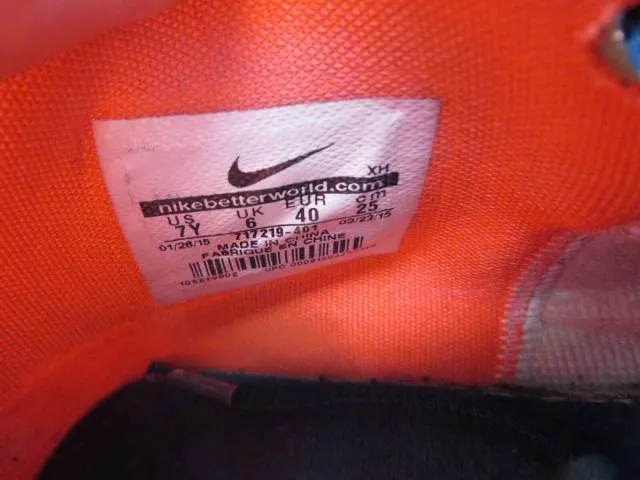 XH
nikebetterworld.com
US UK EUR cm
7Y 6 40 25
01/26/15 717219-401 03/23/15
MADE IN CHINA
FABRIQUE EN CHINE
UPC